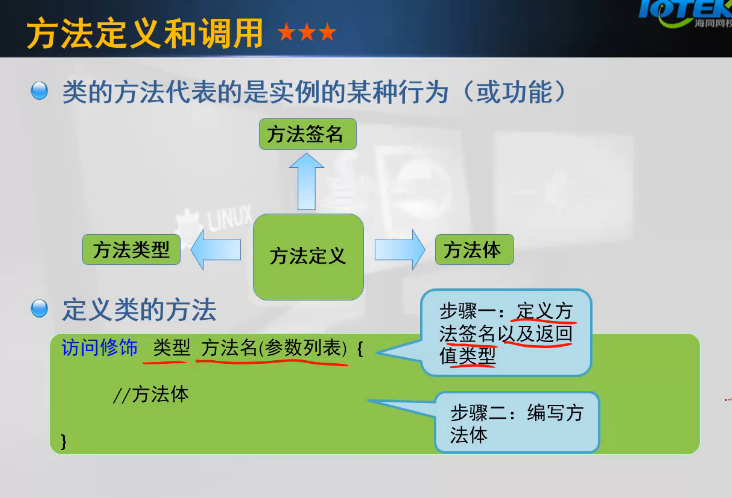 方法定义和调用 ★★★
IOTEK
海同网校
类的方法代表的是实例的某种行为（或功能）
方法签名
LINUX
方法类型
方法定义
方法体
定义类的方法
步骤一：定义方
法签名以及返回
值类型
访问修饰 类型 方法名(参数列表) {
//方法体
步骤二：编写方
法体
}